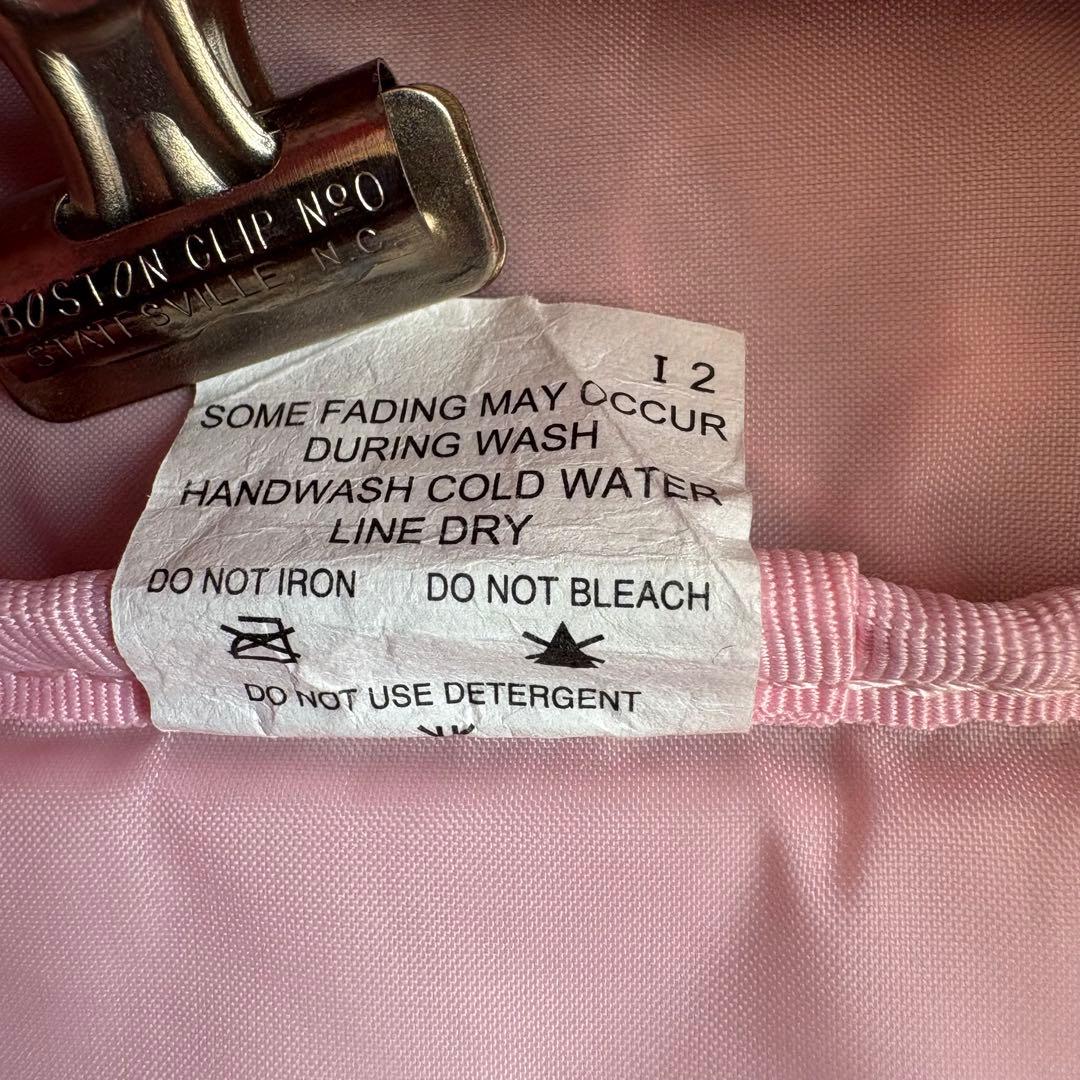 BOSTON CLIP Nº0
STATESVILLE, N.C.
I 2
SOME FADING MAY OCCUR
DURING WASH
HANDWASH COLD WATER
LINE DRY
DO NOT IRON DO NOT BLEACH
DO NOT USE DETERGENT